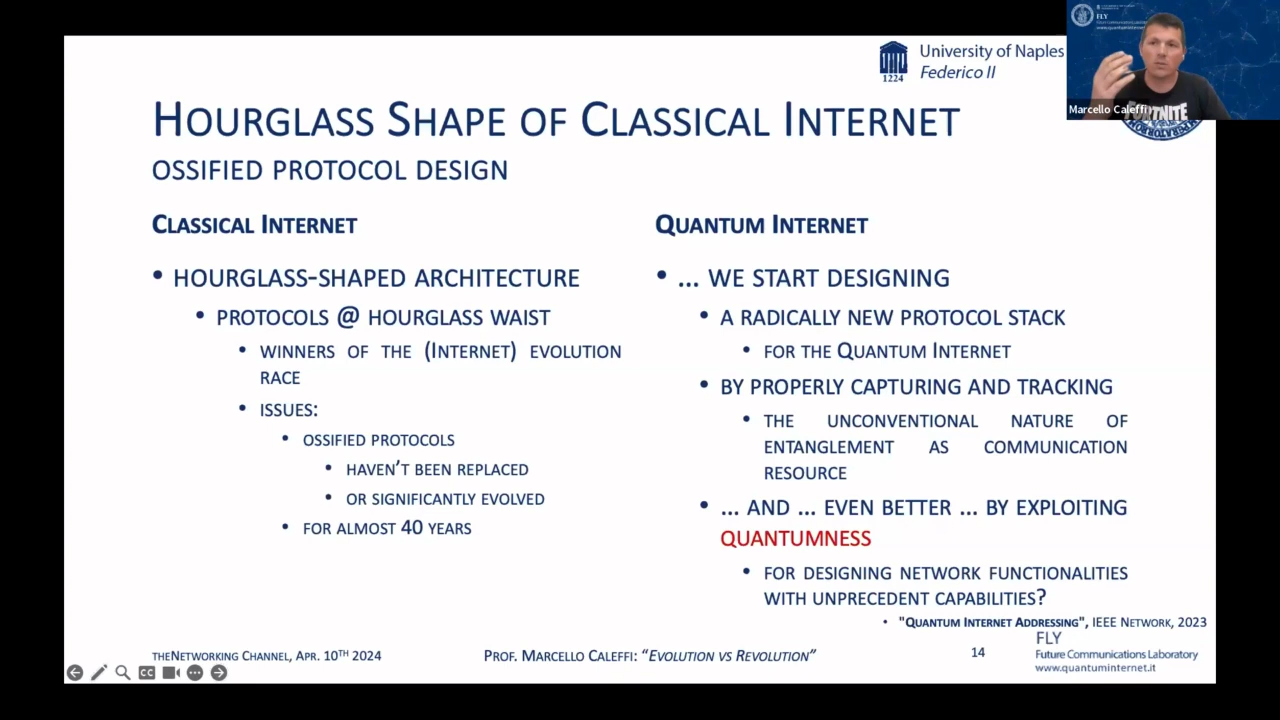 FLY
University of Naples
Federico II
1224
Marcello Caleffi
FORTNITE
HOURGLASS SHAPE OF CLASSICAL INTERNET
OSSIFIED PROTOCOL DESIGN
CLASSICAL INTERNET
• HOURGLASS-SHAPED ARCHITECTURE
• PROTOCOLS @ HOURGLASS WAIST
• WINNERS OF THE (INTERNET) EVOLUTION
RACE
• ISSUES:
• OSSIFIED PROTOCOLS
• HAVEN'T BEEN REPLACED
• OR SIGNIFICANTLY EVOLVED
• FOR ALMOST 40 YEARS
QUANTUM INTERNET
• ... WE START DESIGNING
• A RADICALLY NEW PROTOCOL STACK
• FOR THE QUANTUM INTERNET
• BY PROPERLY CAPTURING AND TRACKING
• THE UNCONVENTIONAL NATURE OF
ENTANGLEMENT AS COMMUNICATION
RESOURCE
• ... AND ... EVEN BETTER ... BY EXPLOITING
QUANTUMNESS
• FOR DESIGNING NETWORK FUNCTIONALITIES
WITH UNPRECEDENT CAPABILITIES?
• "QUANTUM INTERNET ADDRESSING", IEEE NETWORK, 2023
THENETWORKING CHANNEL, APR. 10TH 2024
PROF. MARCELLO CALEFFI: "EVOLUTION VS REVOLUTION"
14
FLY
Future Communications Laboratory
www.quantuminternet.it
CC